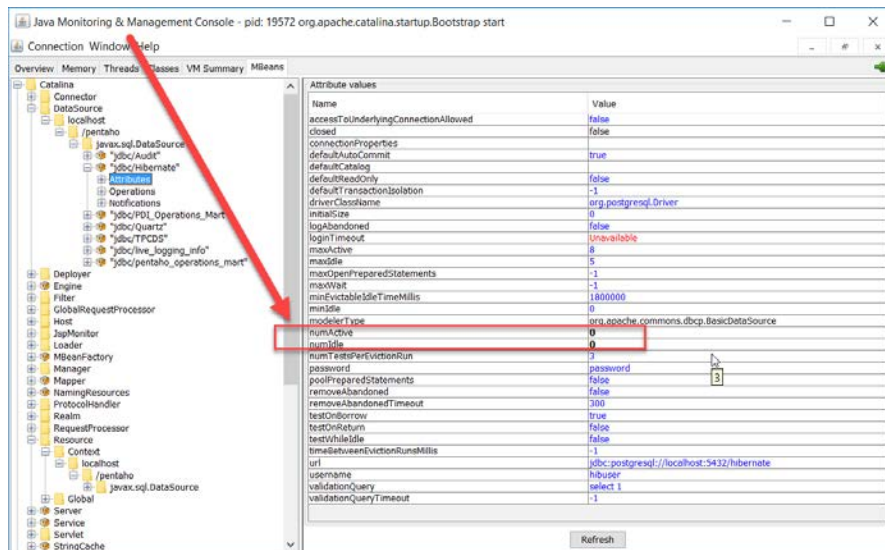 Java Monitoring & Management Console - pid: 19572 org.apache.catalina.startup.Bootstrap start
Connection Window Help
Overview Memory Threads Classes VM Summary MBeans
Catalina
Connector
DataSource
localhost
/pentaho
javax.sql.DataSource
"jdbc/Audit"
"jdbc/Hibernate"
Attributes
Operations
Notifications
"jdbc/PDI_Operations_Mart"
"jdbc/Quartz"
"jdbc/TPCDS"
"jdbc/live_logging_info"
"jdbc/pentaho_operations_mart"
Deployer
Engine
Filter
GlobalRequestProcessor
Host
JspMonitor
Loader
MBeanFactory
Manager
Mapper
NamingResources
ProtocolHandler
Realm
RequestProcessor
Resource
Context
localhost
/pentaho
javax.sql.DataSource
Global
Server
Service
Servlet
StringCache
Attribute values
Name Value
accessToUnderlyingConnectionAllowed false
closed false
connectionProperties
defaultAutoCommit true
defaultCatalog
defaultReadOnly false
defaultTransactionIsolation -1
driverClassName org.postgresql.Driver
initialSize 0
logAbandoned false
loginTimeout Unavailable
maxActive 8
maxIdle 5
maxOpenPreparedStatements -1
maxWait -1
minEvictableIdleTimeMillis 1800000
minIdle 0
modelerType org.apache.commons.dbcp.BasicDataSource
numActive 0
numIdle 0
numTestsPerEvictionRun 3
password password
poolPreparedStatements false
removeAbandoned false
removeAbandonedTimeout 300
testOnBorrow true
testOnReturn false
testWhileIdle false
timeBetweenEvictionRunsMillis -1
url jdbc:postgresql://localhost:5432/hibernate
username hibuser
validationQuery select 1
validationQueryTimeout -1
3
Refresh